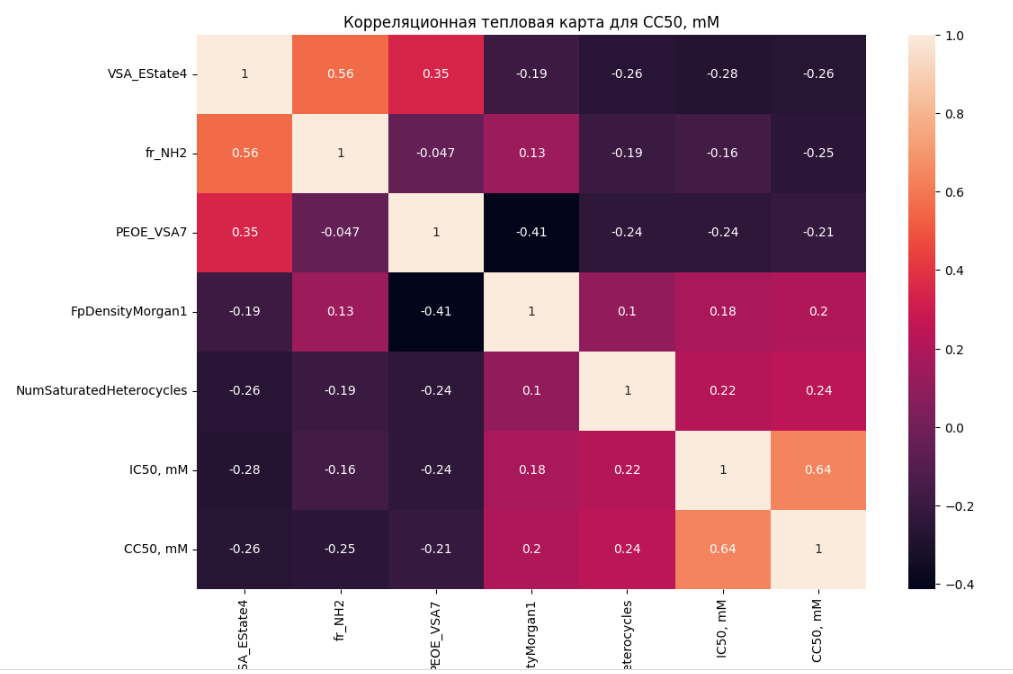 Корреляционная тепловая карта для CC50, mM
VSA_EState4 1 0.56 0.35 -0.19 -0.26 -0.28 -0.26
fr_NH2 0.56 1 -0.047 0.13 -0.19 -0.16 -0.25
PEOE_VSA7 0.35 -0.047 1 -0.41 -0.24 -0.24 -0.21
FpDensityMorgan1 -0.19 0.13 -0.41 1 0.1 0.18 0.2
NumSaturatedHeterocycles -0.26 -0.19 -0.24 0.1 1 0.22 0.24
IC50, mM -0.28 -0.16 -0.24 0.18 0.22 1 0.64
CC50, mM -0.26 -0.25 -0.21 0.2 0.24 0.64 1
SA_EState4
fr_NH2
PEOE_VSA7
tyMorgan1
eterocycles
IC50, mM
CC50, mM
1.0
0.8
0.6
0.4
0.2
0.0
−0.2
−0.4